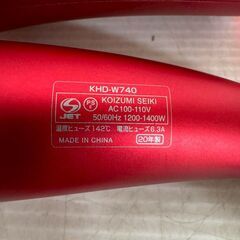 KHD-W740
KOIZUMI SEIKI
AC100-110V
50/60Hz 1200-1400W
温度ヒューズ142℃ 電流ヒューズ6.3A
MADE IN CHINA 20年製
PSE
JET